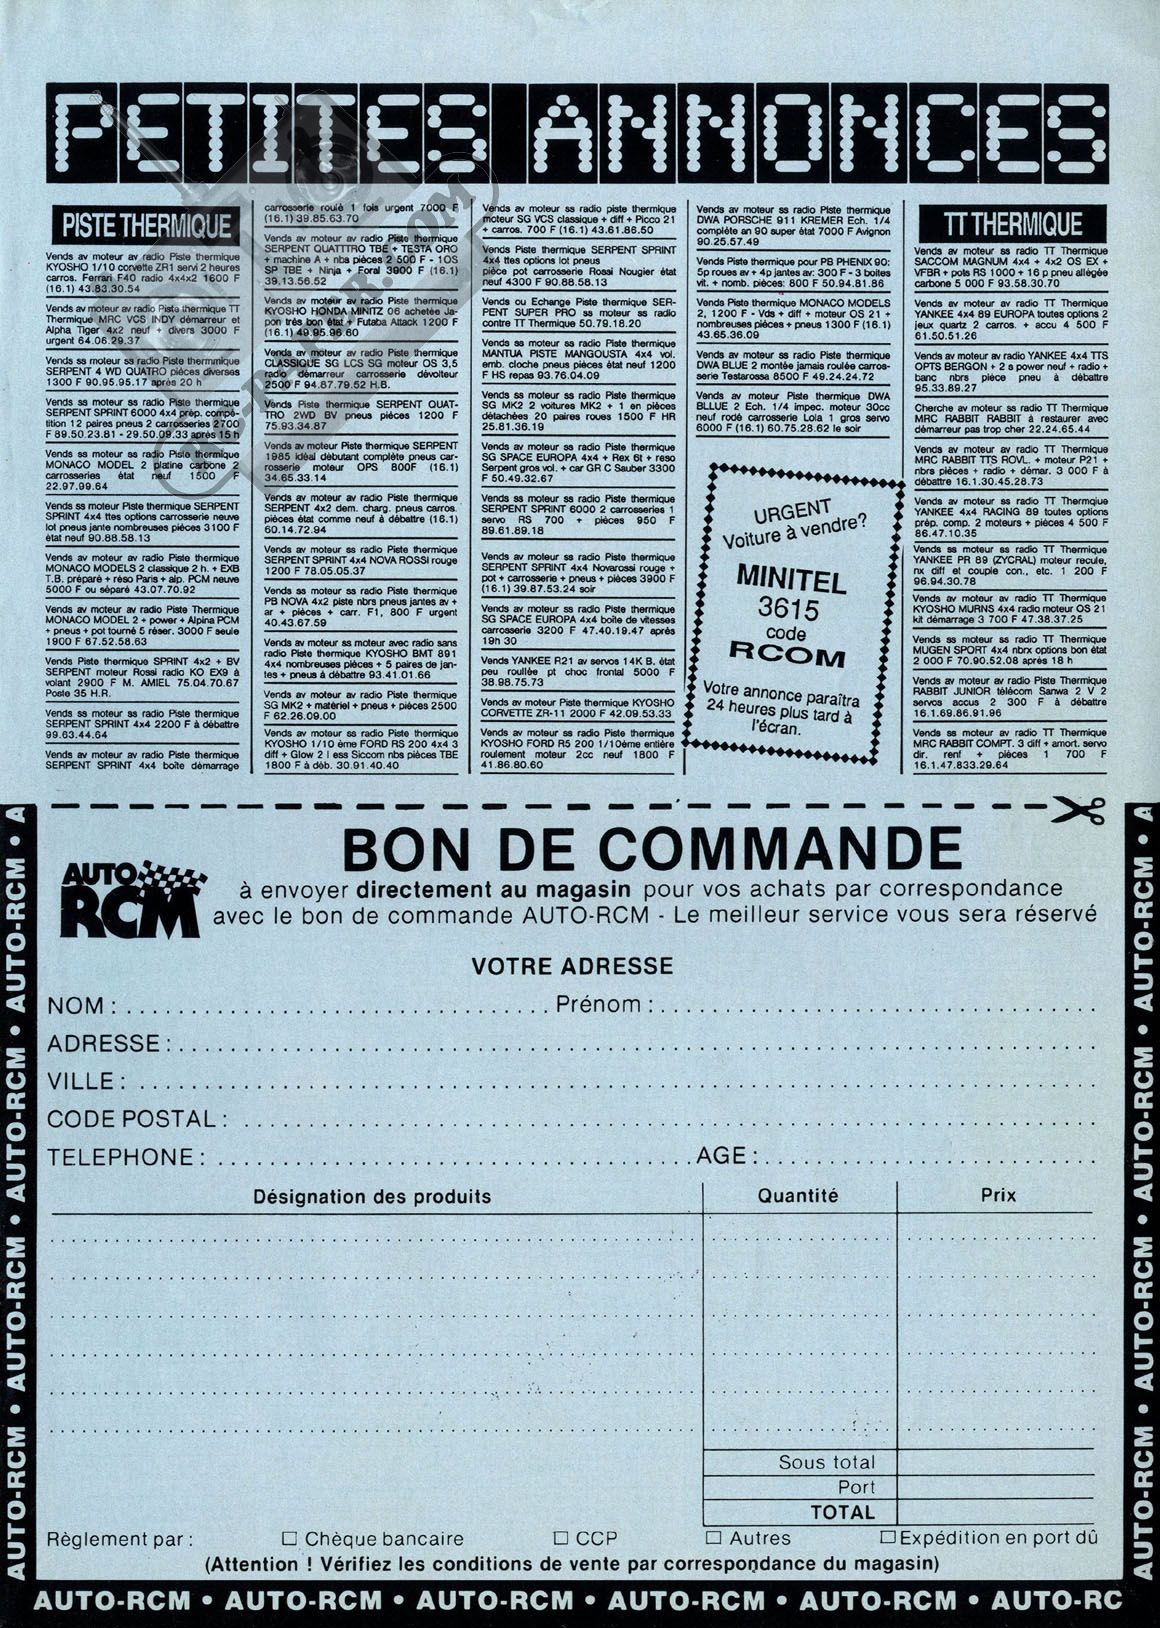 PETITES ANNONCES
PISTE THERMIQUE
Vends av moteur av radio Piste thermique
KYOSHO 1/10 corvette ZR1 servi 2 heures
carros. Ferrari F40 radio 4x4x2 1600 F
(16.1) 43.83.30.54
Vends av moteur av radio Piste thermique TT
Thermique MRC VCS INDY démarreur et
Alpha Tiger 4x2 neuf + divers 3000 F
urgent 64.06.29.37
Vends ss moteur ss radio Piste thermmique
SERPENT 4 WD QUATRO pièces diverses
1300 F 90.95.95.17 après 20 h
Vends ss moteur ss radio Piste thermique
SERPENT SPRINT 6000 4x4 prép. compé-
tition 12 paires pneus 2 carrosseries 2700
F 89.50.23.81 - 29.50.09.33 après 15 h
Vends ss moteur ss radio Piste thermique
MONACO MODEL 2 platine carbone 2
carrosseries état neuf 1500 F
22.97.99.64
Vends ss moteur Piste thermique SERPENT
SPRINT 4x4 ttes options carrosserie neuve
lot pneus jante nombreuses pièces 3100 F
état neuf 90.88.58.13
Vends av moteur av radio Piste thermique
MONACO MODELS 2 classique 2 h. + EXB
T.B. préparé + réso Paris + alp. PCM neuve
5000 F ou séparé 43.07.70.92
Vends av moteur av radio Piste Thermique
MONACO MODEL 2 + power + Alpina PCM
+ pneus + pot tourné 5 réser. 3000 F seule
1900 F 67.52.58.63
Vends Piste thermique SPRINT 4x2 + BV
SERPENT moteur Rossi radio KO EX9 à
volant 2900 F M. AMIEL 75.04.70.67
Poste 35 H.R.
Vends ss moteur ss radio Piste thermique
SERPENT SPRINT 4x4 2200 F à débattre
99.63.44.64
Vends av moteur av radio Piste thermique
SERPENT SPRINT 4x4 boîte démarrage
carrosserie roulé 1 fois urgent 7000 F
(16.1) 39.85.63.70
Vends av moteur av radio Piste thermique
SERPENT QUATTTRO TBE + TESTA ORO
+ machine A + nba pièces 2 500 F - 1OS
SP TBE + Ninja + Foral 3900 F (16.1)
39.13.56.52
Vends av moteur av radio Piste thermique
KYOSHO HONDA MINITZ 06 achetée Ja-
pon très bon état + Futaba Attack 1200 F
(16.1) 49.95.96.60
Vends av moteur av radio Piste thermique
CLASSIQUE SG LCS SG moteur OS 3,5
radio démarreur carrosserie dévolteur
2500 F 94.87.79.52 H.B.
Vends Piste thermique SERPENT QUAT-
TRO 2WD BV pneus pièces 1200 F
75.93.34.87
Vends av moteur Piste thermique SERPENT
1985 idéal débutant complète pneus car-
rosserie moteur OPS 800F (16.1)
34.65.33.14
Vends av moteur av radio Piste thermique
SERPENT 4x2 dem. charg. pneus carros.
pièces état comme neuf à débattre (16.1)
60.14.72.94
Vends av moteur av radio Piste thermique
SERPENT SPRINT 4x4 NOVA ROSSI rouge
1200 F 78.05.05.37
Vends av moteur ss radio Piste thermique
PB NOVA 4x2 piste nbrs pneus jantes av +
ar + pièces + carr. F1, 800 F urgent
40.43.67.59
Vends av moteur ss moteur avec radio sans
radio Piste thermique KYOSHO BMT 891
4x4 nombreuses pièces + 5 paires de jan-
tes + pneus à débattre 93.41.01.66
Vends av moteur av radio Piste thermique
SG MK2 + matériel + pneus + pièces 2500
F 62.26.09.00
Vends av moteur av radio Piste thermique
KYOSHO 1/10 ème FORD RS 200 4x4 3
diff + Glow 2 l ess Siccom nbs pièces TBE
1800 F à déb. 30.91.40.40
Vends av moteur ss radio piste thermique
moteur SG VCS classique + diff + Picco 21
+ carros. 700 F (16.1) 43.61.86.50
Vends Piste thermique SERPENT SPRINT
4x4 ttes options lot pneus
pièce pot carrosserie Rossi Nougier état
neuf 4300 F 90.88.58.13
Vends ou Echange Piste thermique SER-
PENT SUPER PRO ss moteur ss radio
contre TT Thermique 50.79.18.20
Vends ss moteur ss radio Piste thermique
MANTUA PISTE MANGOUSTA 4x4 vol.
emb. cloche pneus pièces état neuf 1200
F HS repas 93.76.04.09
Vends av moteur ss radio Piste thermique
SG MK2 2 voitures MK2 + 1 en pièces
détachées 20 paires roues 1500 F HR
25.81.36.19
Vends av moteur ss radio Piste thermique
SG SPACE EUROPA 4x4 + Rex 6t + reso
Serpent gros vol. + car GR C Sauber 3300
F 50.49.32.67
Vends av moteur ss radio Piste thermique
SERPENT SPRINT 6000 2 carrosseries 1
servo RS 700 + pièces 950 F
89.61.89.18
Vends av moteur ss radio Piste thermique
SERPENT SPRINT 4x4 Novarossi rouge +
pot + carrosserie + pneus + pièces 3900 F
(16.1) 39.87.53.24 soir
Vends av moteur ss radio Piste thermique
SG SPACE EUROPA 4x4 boîte de vitesses
carrosserie 3200 F 47.40.19.47 après
19h 30
Vends YANKEE R21 av servos 14K B. état
peu roullée pt choc frontal 5000 F
38.98.75.73
Vends av moteur Piste thermique KYOSHO
CORVETTE ZR-11 2000 F 42.09.53.33
Vends av moteur ss radio Piste thermique
KYOSHO FORD R5 200 1/10ème entière
roulement moteur 2cc neuf 1800 F
41.86.80.60
Vends av moteur ss radio Piste thermique
DWA PORSCHE 911 KREMER Ech. 1/4
complète an 90 super état 7000 F Avignon
90.25.57.49
Vends Piste thermique pour PB PHENIX 90:
5p roues av + 4p jantes av: 300 F - 3 boites
vit. + nomb. pièces: 800 F 50.94.81.86
Vends Piste thermique MONACO MODELS
2, 1200 F - Vds + diff + moteur OS 21 +
nombreuses pièces + pneus 1300 F (16.1)
43.65.36.09
Vends av moteur ss radio Piste thermique
DWA BLUE 2 montée jamais roulée carros-
serie Testarossa 8500 F 49.24.24.72
Vends av moteur Piste thermique DWA
BLLUE 2 Ech. 1/4 impec. moteur 30cc
neuf rodé carrosserie Lola 1 gros servo
6000 F (16.1) 60.75.28.62 le soir
URGENT
Voiture à vendre?
MINITEL
3615
code
RCOM
Votre annonce paraîtra
24 heures plus tard à
l'écran.
TT THERMIQUE
Vends av moteur ss radio TT Thermique
SACCOM MAGNUM 4x4 + 4x2 OS EX +
VFBR + pots RS 1000 + 16 p pneu allégée
carbone 5 000 F 93.58.30.70
Vends av moteur av radio TT Thermique
YANKEE 4x4 89 EUROPA toutes options 2
jeux quartz 2 carros. + accu 4 500 F
61.50.51.26
Vends av moteur av radio YANKEE 4x4 TTS
OPTS BERGON + 2 s power neuf + radio +
banc nbrs pièce pneu à débattre
95.33.89.27
Cherche av moteur ss radio TT Thermique
MRC RABBIT RABBIT à restaurer avec
démarreur pas trop cher 22.24.65.44
Vends av moteur av radio TT Thermique
MRC RABBIT TTS ROVL. + moteur P21 +
nbrs pièces + radio + démar. 3 000 F à
débattre 16.1.30.45.28.73
Vends av moteur av radio TT Thermqiue
YANKEE 4x4 RACING 89 toutes options
prép. comp. 2 moteurs + pièces 4 500 F
86.47.10.35
Vends ss moteur ss radio TT Thermique
YANKEE PR 89 (ZYCRAL) moteur recule,
nx diff et couple con., etc. 1 200 F
96.94.30.78
Vends av moteur av radio TT Thermique
KYOSHO MURNS 4x4 radio moteur OS 21
kit démarrage 3 700 F 47.38.37.25
Vends ss moteur ss radio TT Thermique
MUGEN SPORT 4x4 nbrx options bon état
2 000 F 70.90.52.08 après 18 h
Vends av moteur av radio Piste Thermique
RABBIT JUNIOR télécom Sanwa 2 V 2
servos accus 2 300 F à débattre
16.1.69.86.91.96
Vends av moteur av radio TT Thermique
MRC RABBIT COMPT. 3 diff + amort. servo
dir. renf + pièces 1 700 F
16.1.47.833.29.64
AUTO
RCM
BON DE COMMANDE
à envoyer directement au magasin pour vos achats par correspondance
avec le bon de commande AUTO-RCM - Le meilleur service vous sera réservé
VOTRE ADRESSE
NOM : Prénom :
ADRESSE :
VILLE :
CODE POSTAL :
TELEPHONE : AGE :
Désignation des produits Quantité Prix
Sous total
Port
TOTAL
Règlement par : □ Chèque bancaire □ CCP □ Autres □ Expédition en port dû
(Attention ! Vérifiez les conditions de vente par correspondance du magasin)
A • AUTO-RCM • AUTO-RCM • AUTO-RCM • AUTO-RCM • AUTO-RCM
A • AUTO-RCM • AUTO-RCM • AUTO-RCM • AUTO-RCM • AUTO-RCM
AUTO-RCM • AUTO-RCM • AUTO-RCM • AUTO-RCM • AUTO-RCM • AUTO-RC